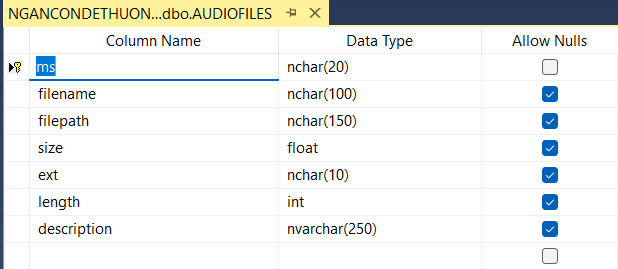 NGANCONDETHUON...dbo.AUDIOFILES
Column Name Data Type Allow Nulls
ms nchar(20)
filename nchar(100)
filepath nchar(150)
size float
ext nchar(10)
length int
description nvarchar(250)